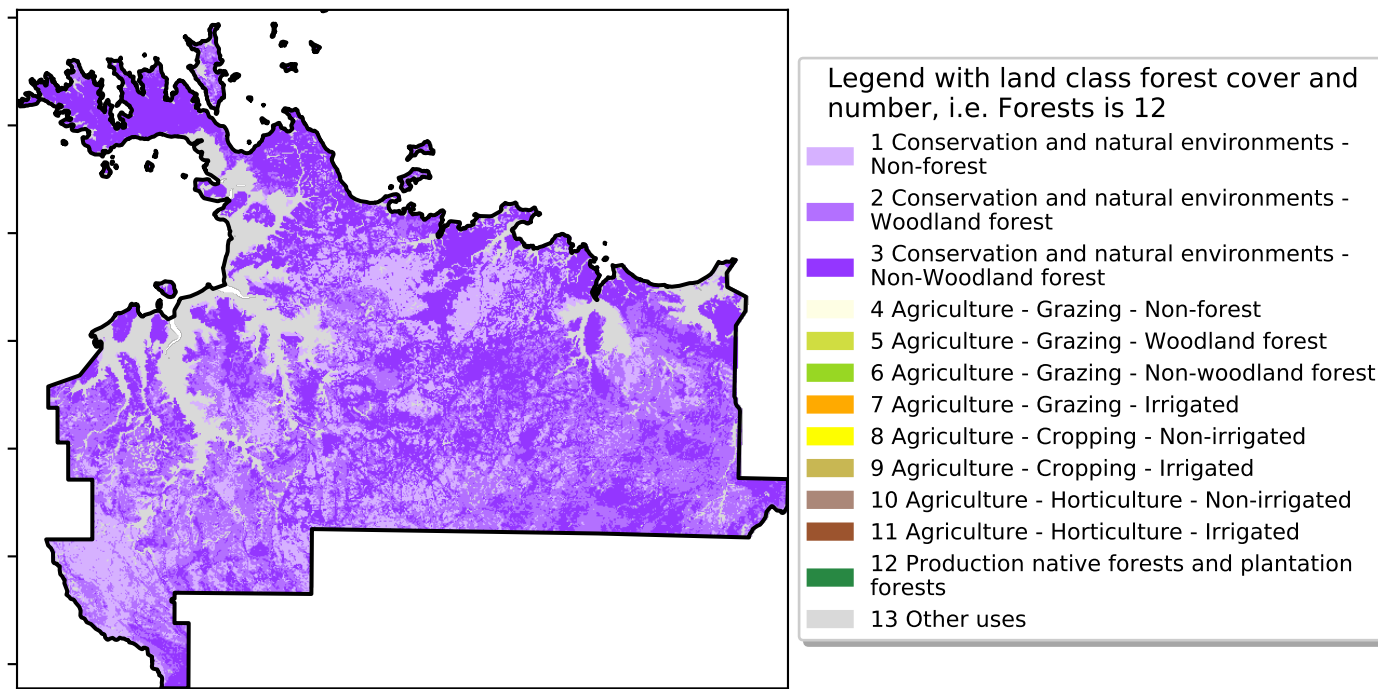 Legend with land class forest cover and
number, i.e. Forests is 12
1 Conservation and natural environments -
Non-forest
2 Conservation and natural environments -
Woodland forest
3 Conservation and natural environments -
Non-Woodland forest
4 Agriculture - Grazing - Non-forest
5 Agriculture - Grazing - Woodland forest
6 Agriculture - Grazing - Non-woodland forest
7 Agriculture - Grazing - Irrigated
8 Agriculture - Cropping - Non-irrigated
9 Agriculture - Cropping - Irrigated
10 Agriculture - Horticulture - Non-irrigated
11 Agriculture - Horticulture - Irrigated
12 Production native forests and plantation
forests
13 Other uses